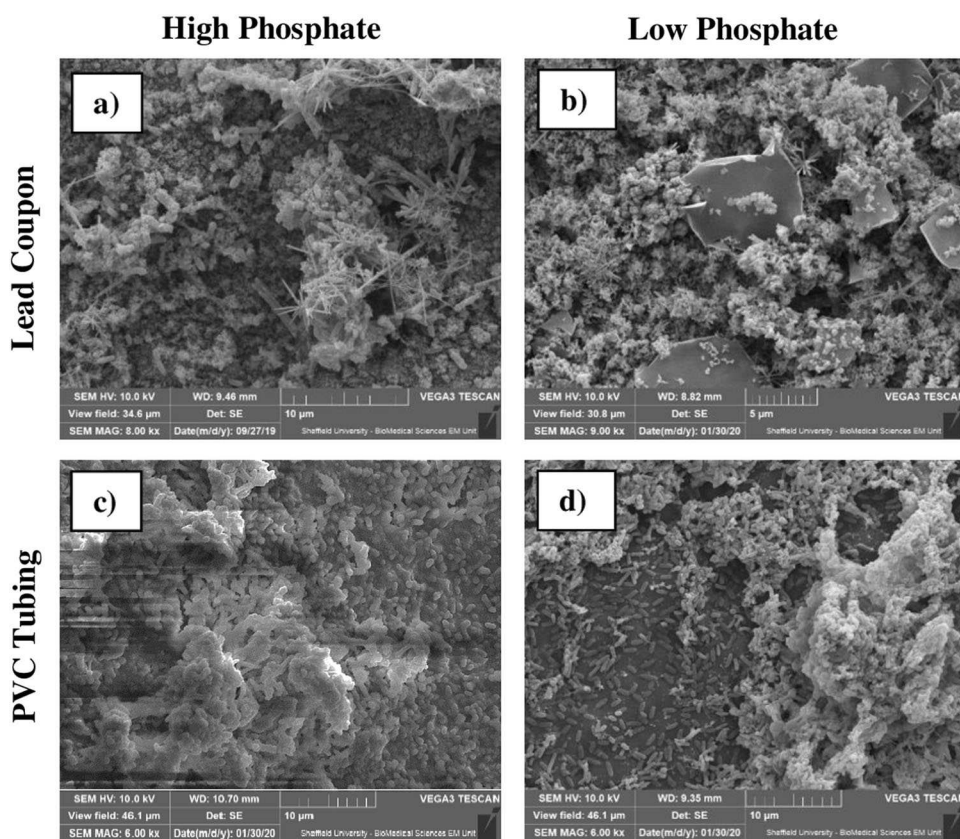 High Phosphate
Low Phosphate
Lead Coupon
a)
SEM HV: 10.0 kV WD: 9.46 mm VEGA3 TESCAN
View field: 34.6 µm Det: SE 10 µm
SEM MAG: 8.00 kx Date(m/d/y): 09/27/19 Sheffield University - BioMedical Sciences EM Unit
b)
SEM HV: 10.0 kV WD: 8.82 mm VEGA3 TESCAN
View field: 30.8 µm Det: SE 5 µm
SEM MAG: 9.00 kx Date(m/d/y): 01/30/20 Sheffield University - BioMedical Sciences EM Unit
PVC Tubing
c)
SEM HV: 10.0 kV WD: 10.70 mm VEGA3 TESCAN
View field: 46.1 µm Det: SE 10 µm
SEM MAG: 6.00 kx Date(m/d/y): 01/30/20 Sheffield University - BioMedical Sciences EM Unit
d)
SEM HV: 10.0 kV WD: 9.35 mm VEGA3 TESCAN
View field: 46.1 µm Det: SE 10 µm
SEM MAG: 6.00 kx Date(m/d/y): 01/30/20 Sheffield University - BioMedical Sciences EM Unit